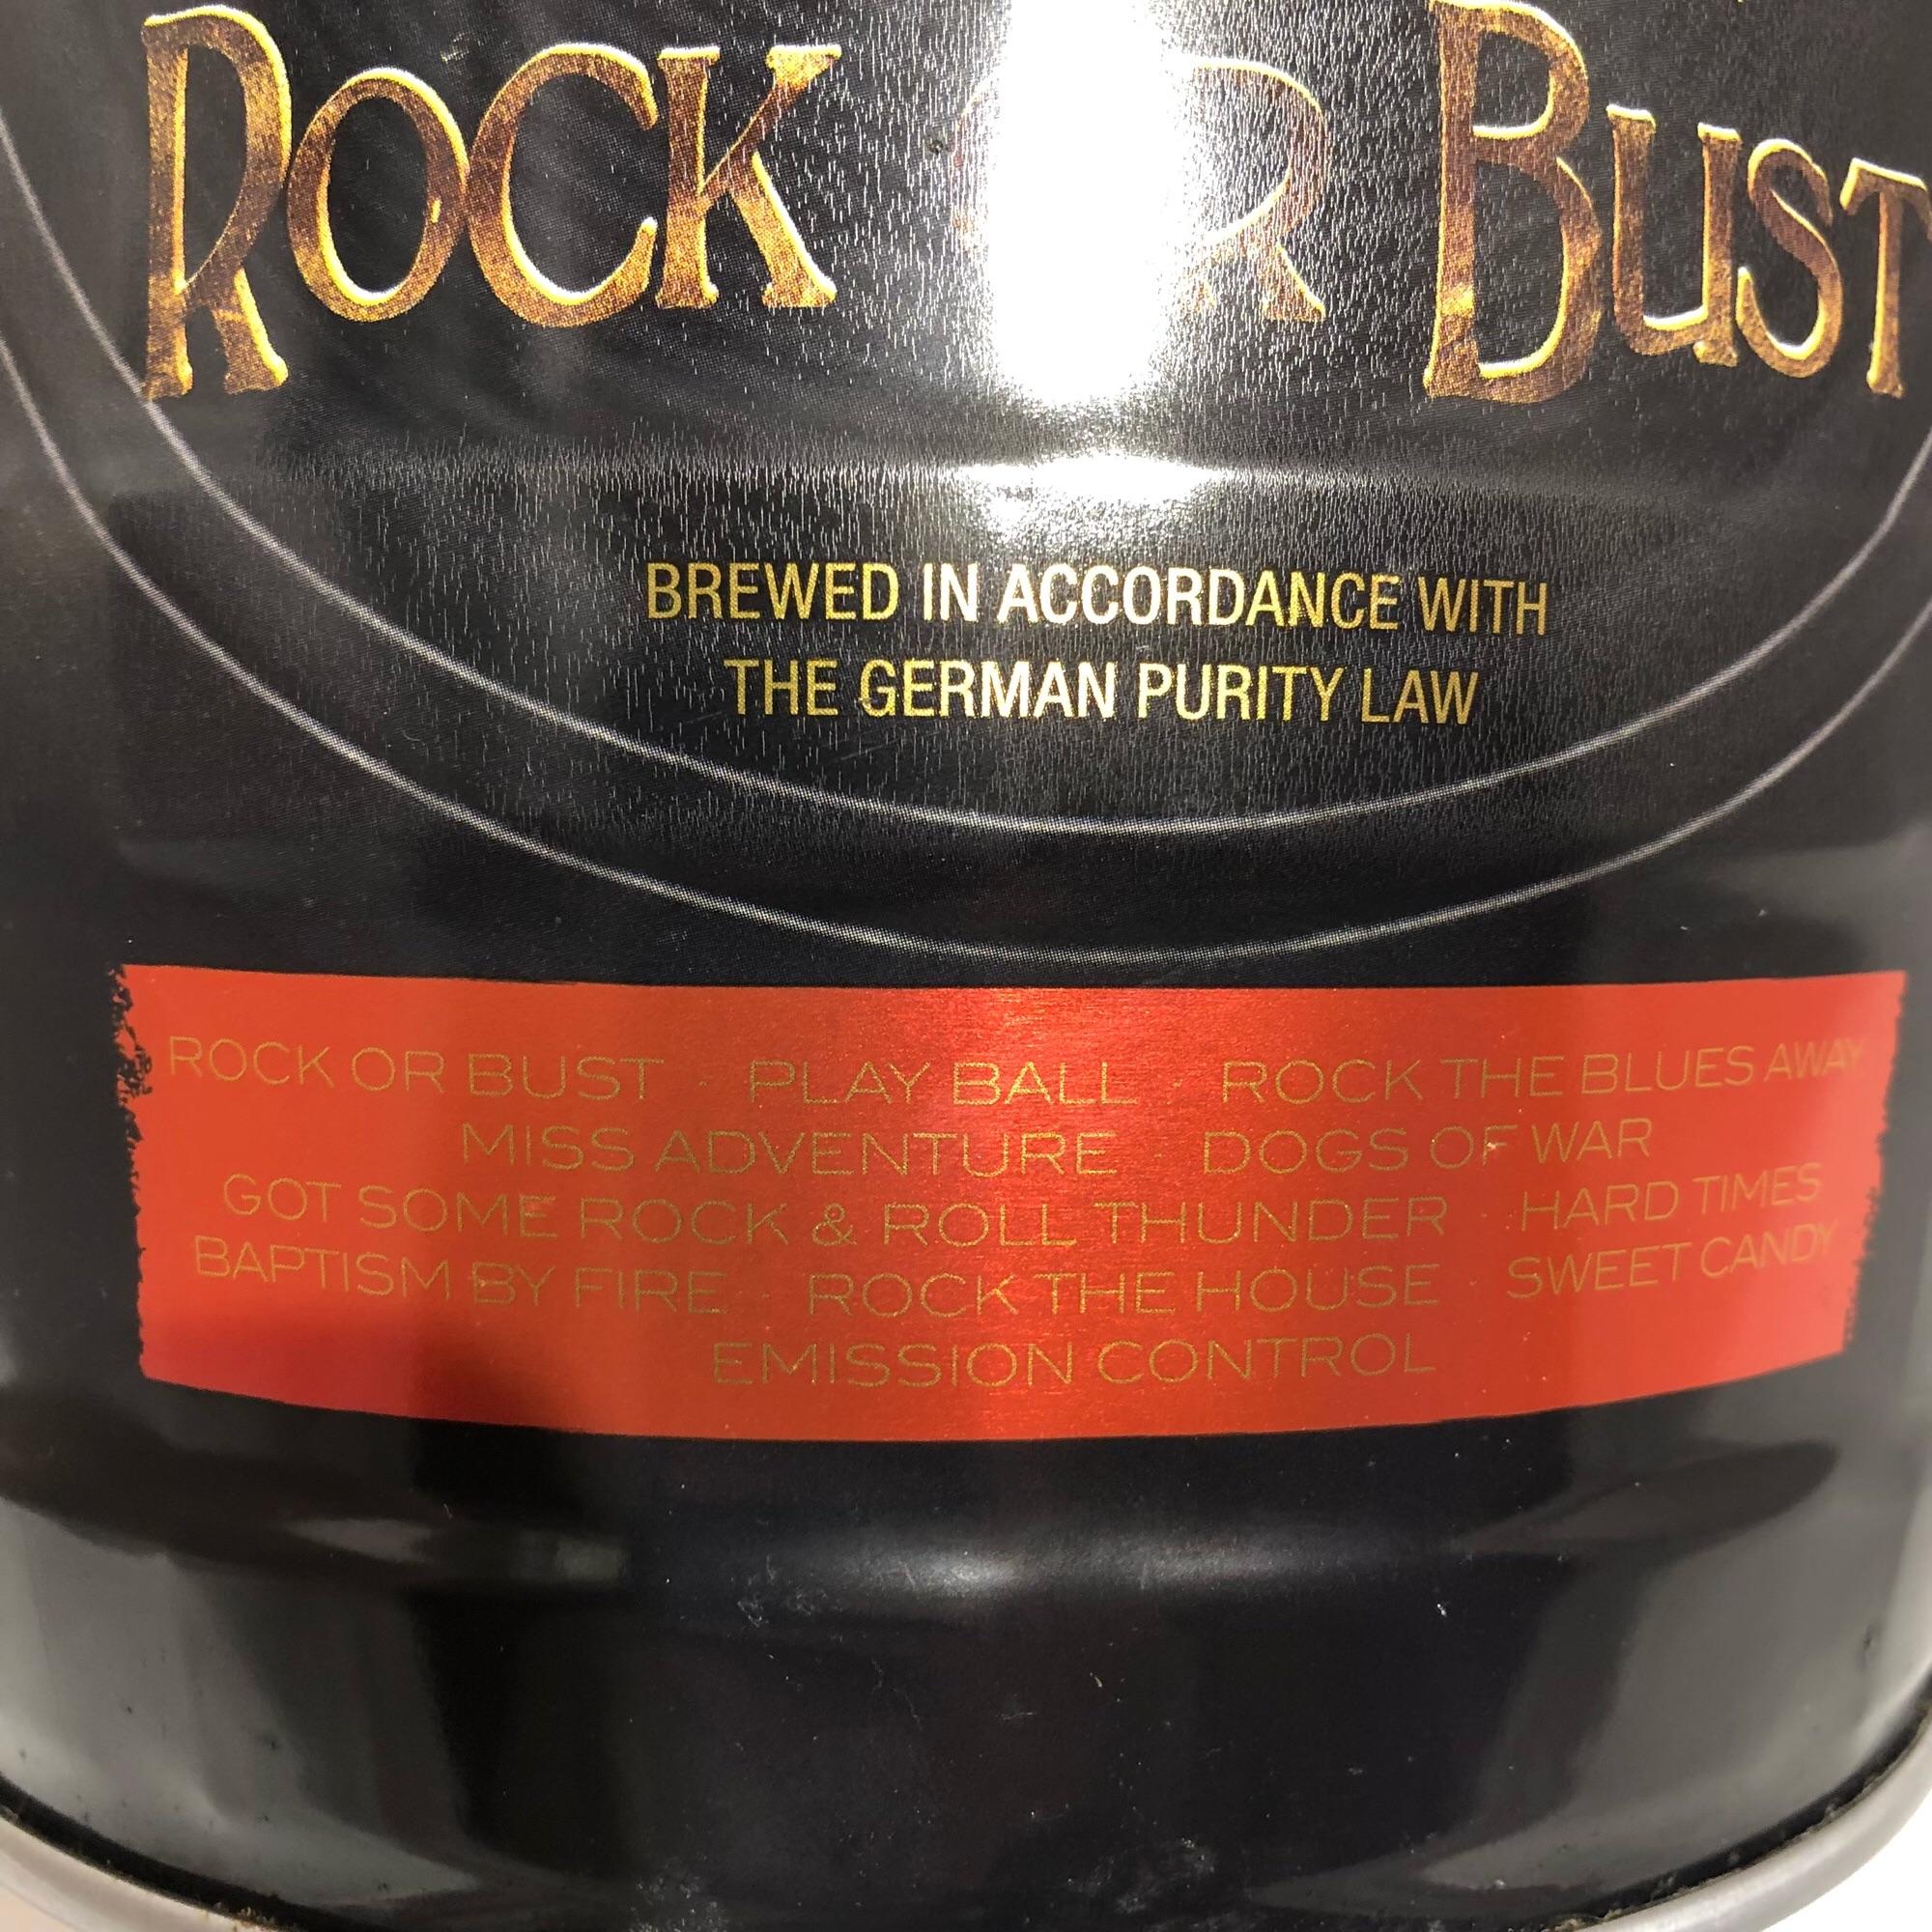 ROCK OR BUST
BREWED IN ACCORDANCE WITH
THE GERMAN PURITY LAW
ROCK OR BUST · PLAY BALL · ROCK THE BLUES AWAY
MISS ADVENTURE · DOGS OF WAR
GOT SOME ROCK & ROLL THUNDER · HARD TIMES
BAPTISM BY FIRE · ROCK THE HOUSE · SWEET CANDY
EMISSION CONTROL